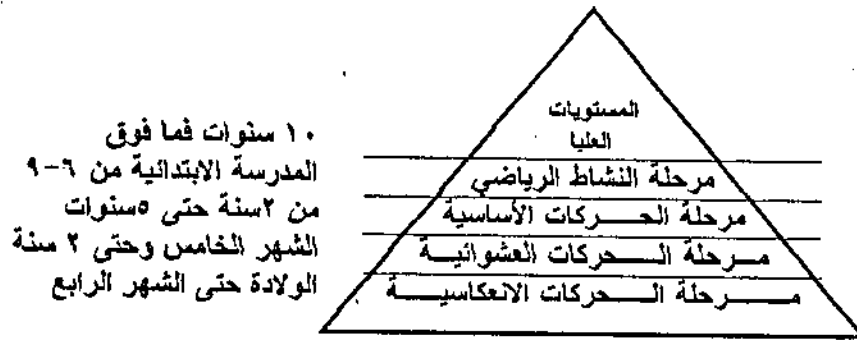 المستويات
العليا
مرحلة النشاط الرياضي
مرحلة الحركات الأساسية
مرحلة الحركات العشوائية
مرحلة الحركات الانعكاسية
١٠ سنوات فما فوق
المدرسة الابتدائية من ٦-٩
من ٢سنة حتى ٥سنوات
الشهر الخامس وحتى ٢ سنة
الولادة حتى الشهر الرابع